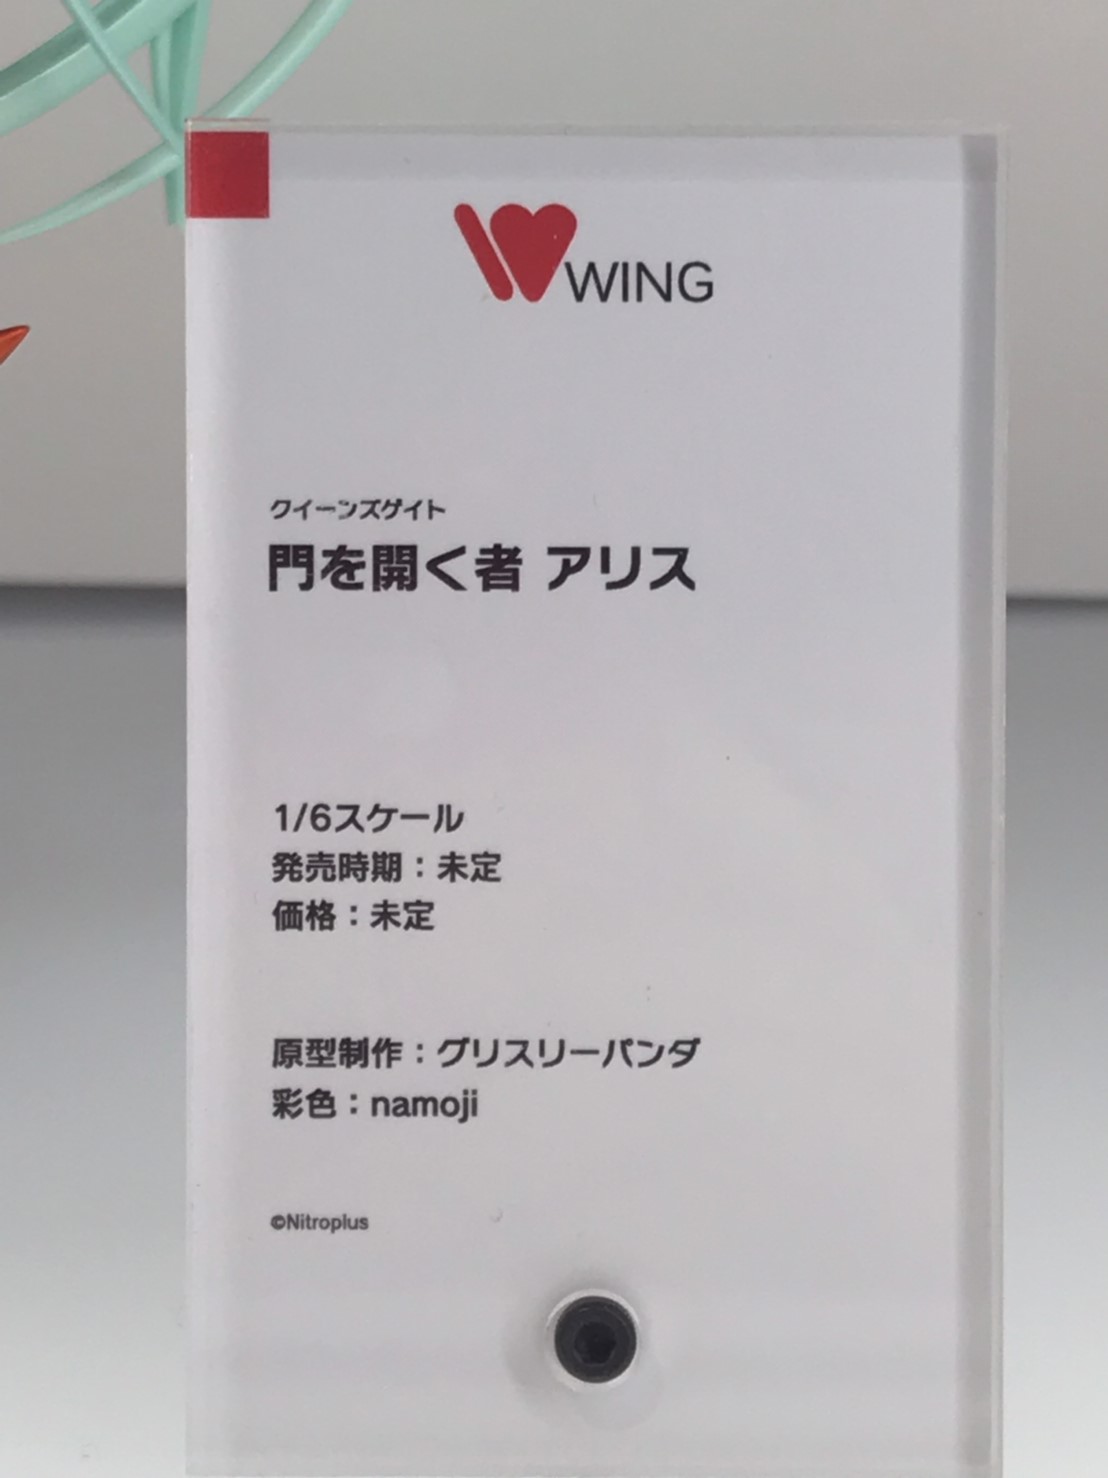 WING
クイーンズゲイト
門を開く者 アリス
1/6スケール
発売時期：未定
価格：未定
原型制作：グリズリーパンダ
彩色：namoji
©Nitroplus